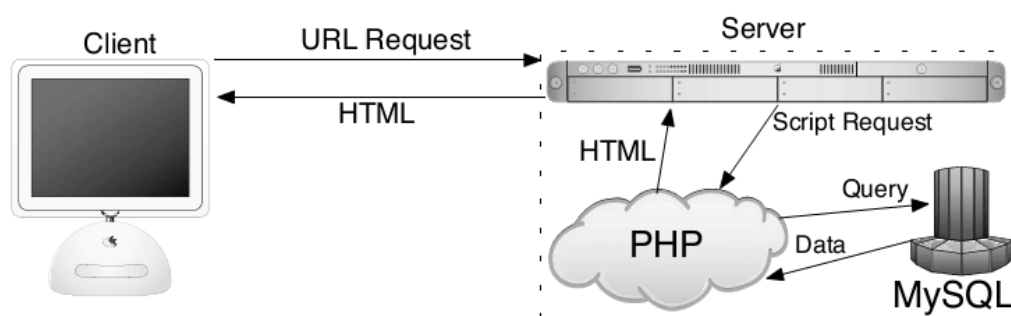 Client
URL Request
Server
HTML
Script Request
HTML
Query
PHP
Data
MySQL